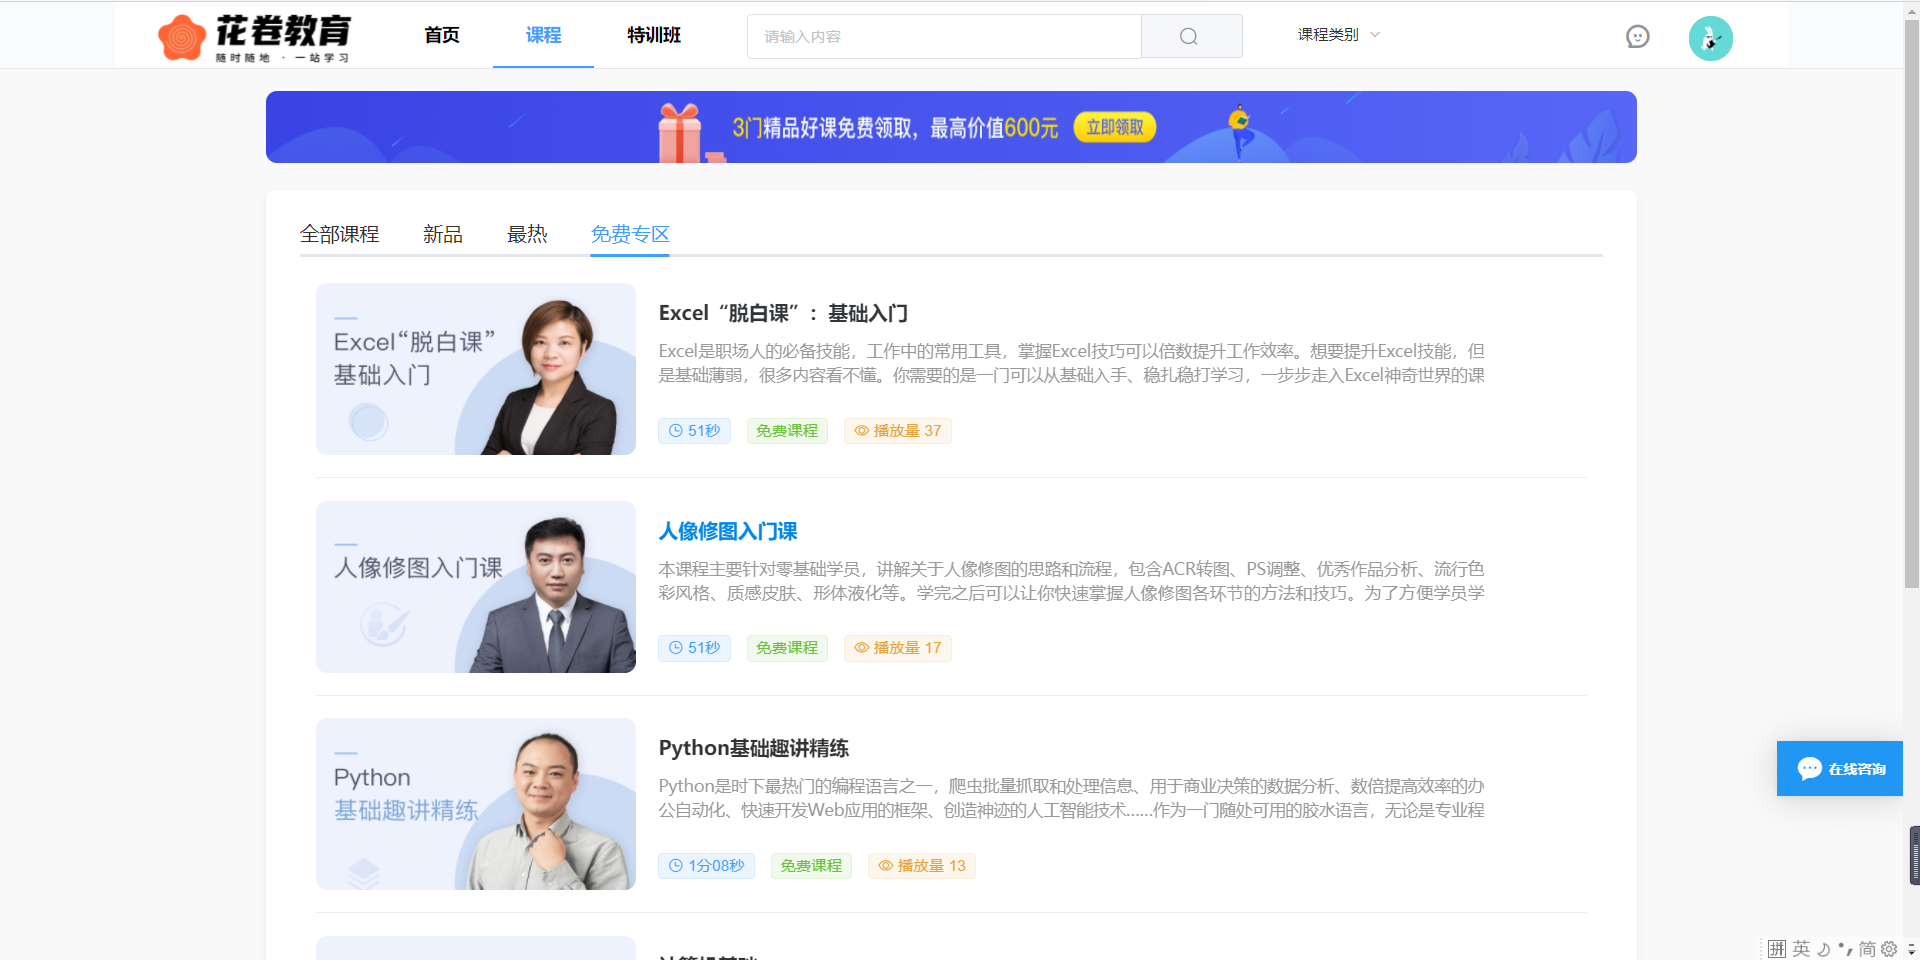 花卷教育
随时随地 · 一站学习
首页
课程
特训班
请输入内容
课程类别
3门精品好课免费领取，最高价值600元
立即领取
全部课程
新品
最热
免费专区
Excel“脱白课”
基础入门
Excel“脱白课”：基础入门
Excel是职场人的必备技能，工作中的常用工具，掌握Excel技巧可以倍数提升工作效率。想要提升Excel技能，但
是基础薄弱，很多内容看不懂。你需要的是一门可以从基础入手、稳扎稳打学习，一步步走入Excel神奇世界的课
51秒
免费课程
播放量 37
人像修图入门课
人像修图入门课
本课程主要针对零基础学员，讲解关于人像修图的思路和流程，包含ACR转图、PS调整、优秀作品分析、流行色
彩风格、质感皮肤、形体液化等。学完之后可以让你快速掌握人像修图各环节的方法和技巧。为了方便学员学
51秒
免费课程
播放量 17
Python
基础趣讲精练
Python基础趣讲精练
Python是时下最热门的编程语言之一，爬虫批量抓取和处理信息、用于商业决策的数据分析、数倍提高效率的办
公自动化、快速开发Web应用的框架、创造神迹的人工智能技术......作为一门随处可用的胶水语言，无论是专业程
1分08秒
免费课程
播放量 13
在线咨询
拼 英 简